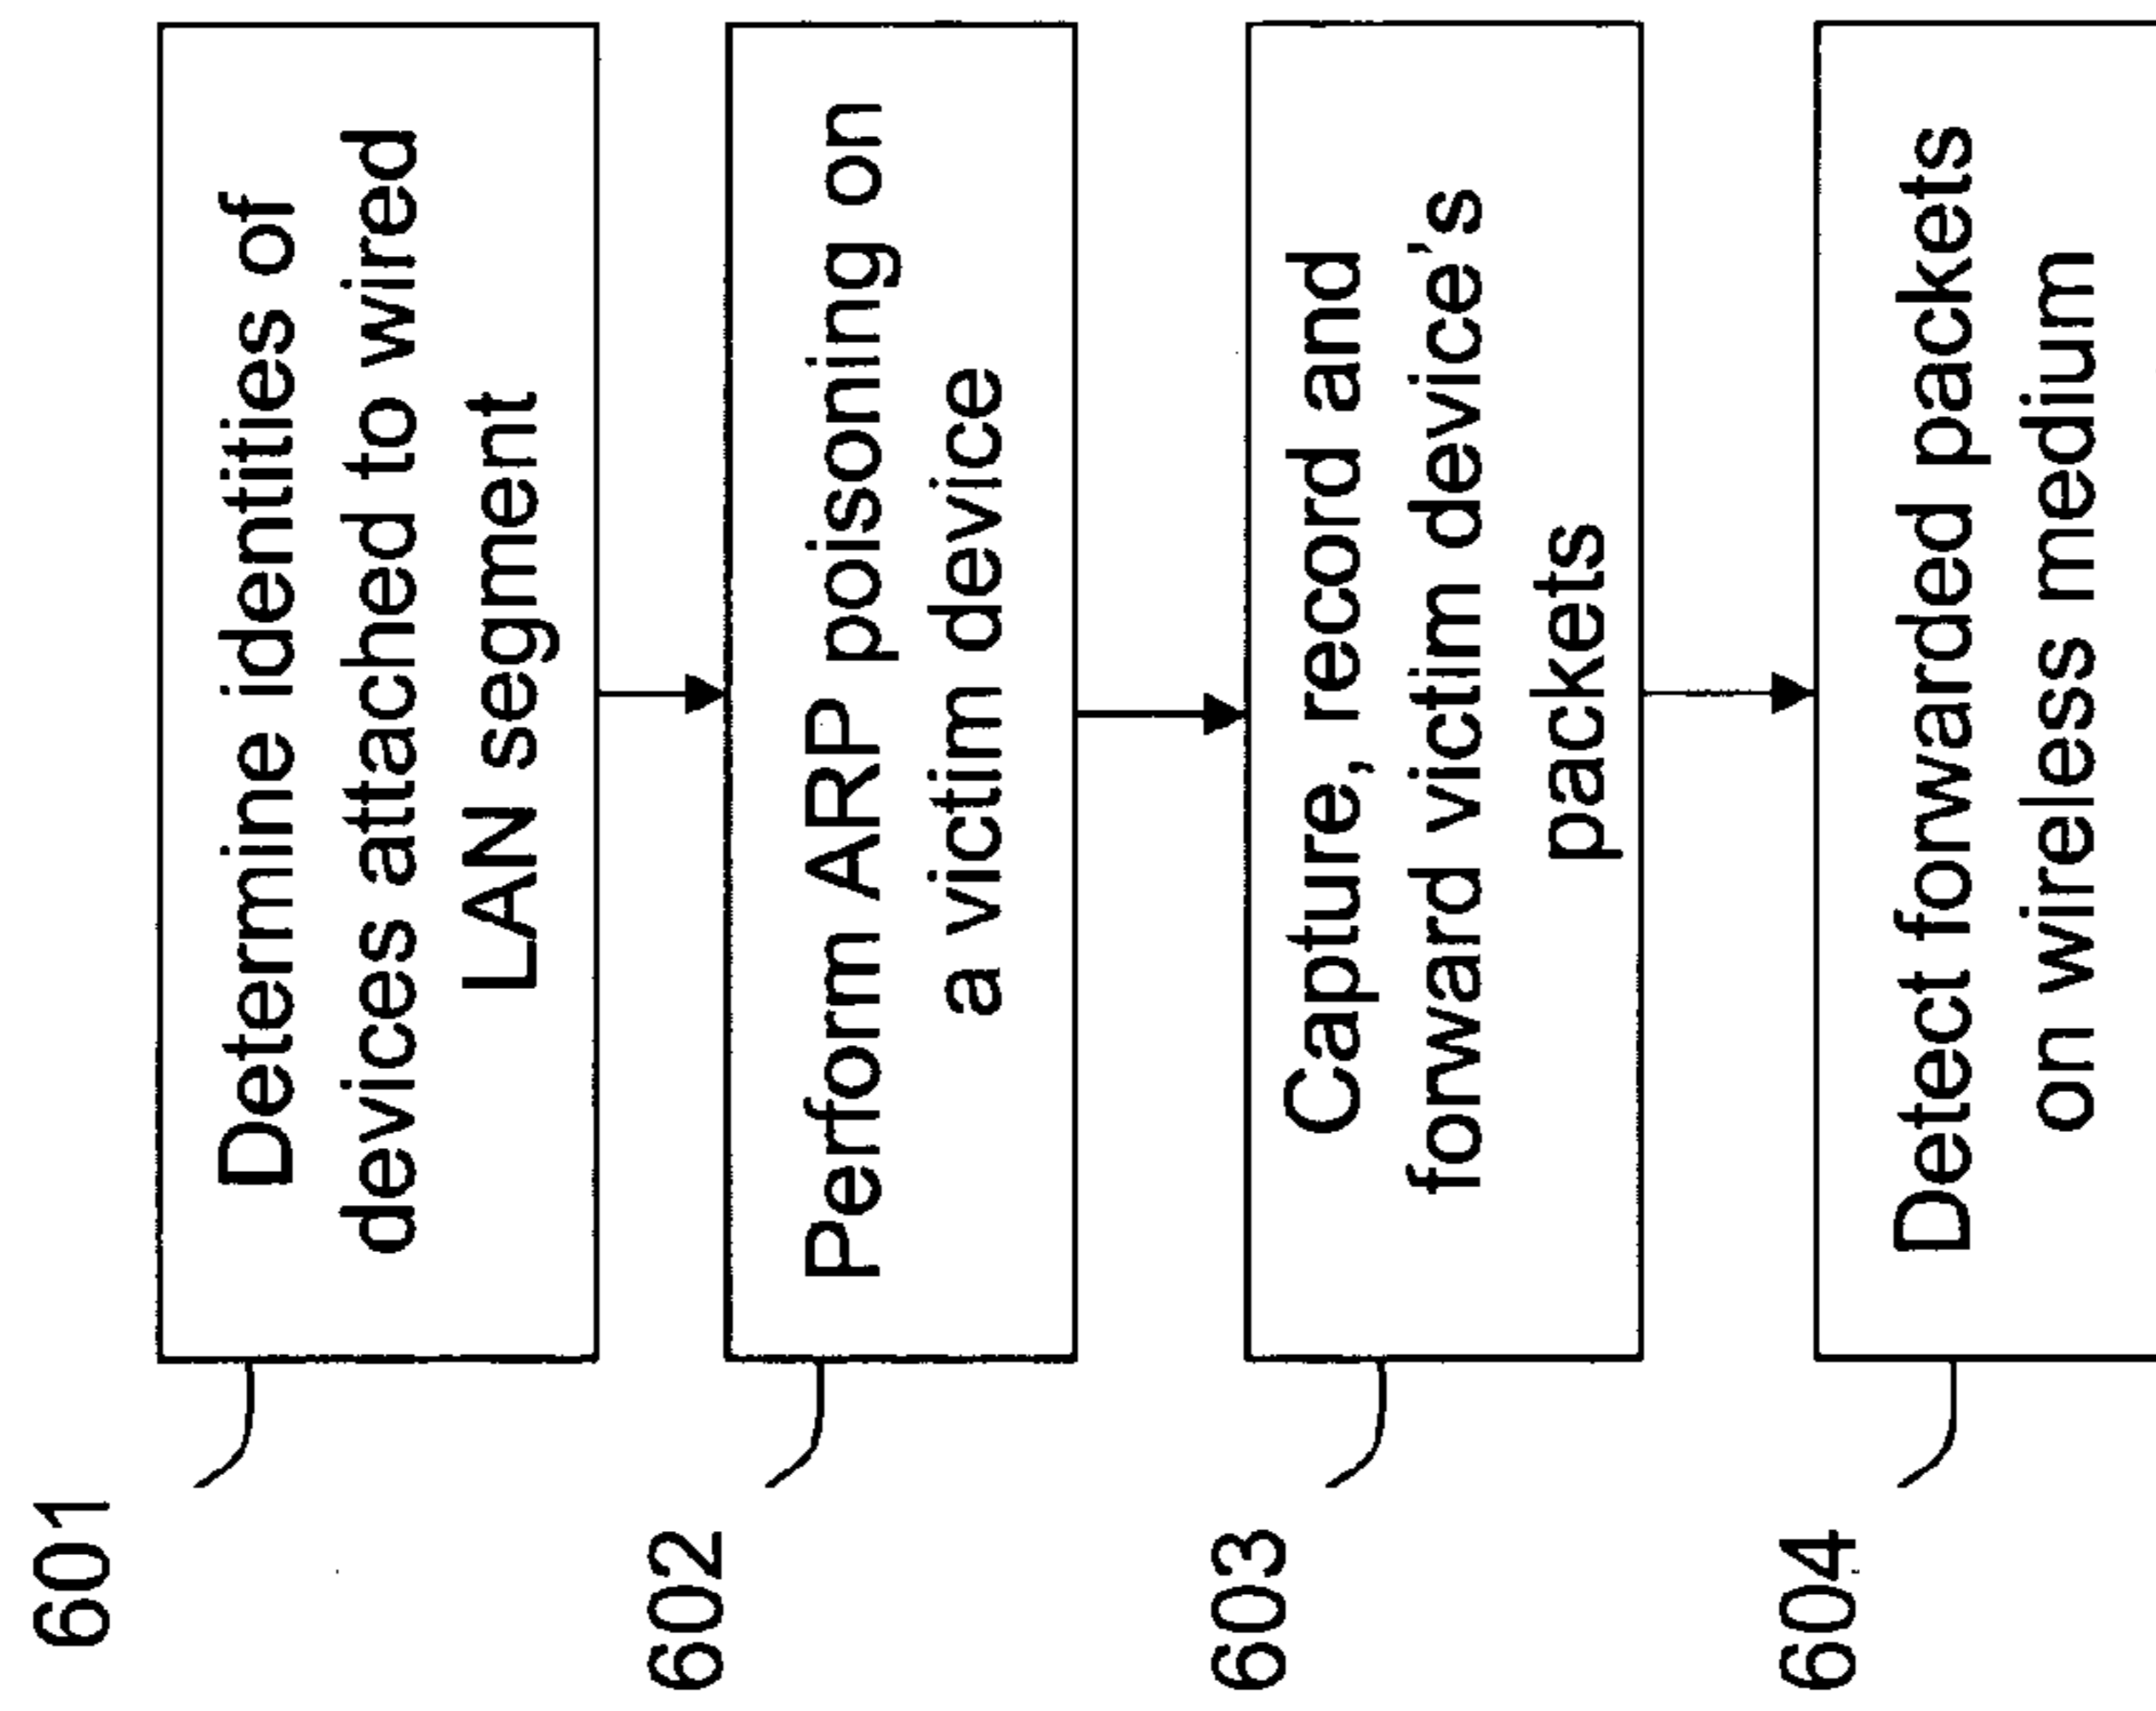 601
Determine identities of
devices attached to wired
LAN segment
602
Perform ARP poisoning on
a victim device
603
Capture, record and
forward victim device's
packets
604
Detect forwarded packets
on wireless medium